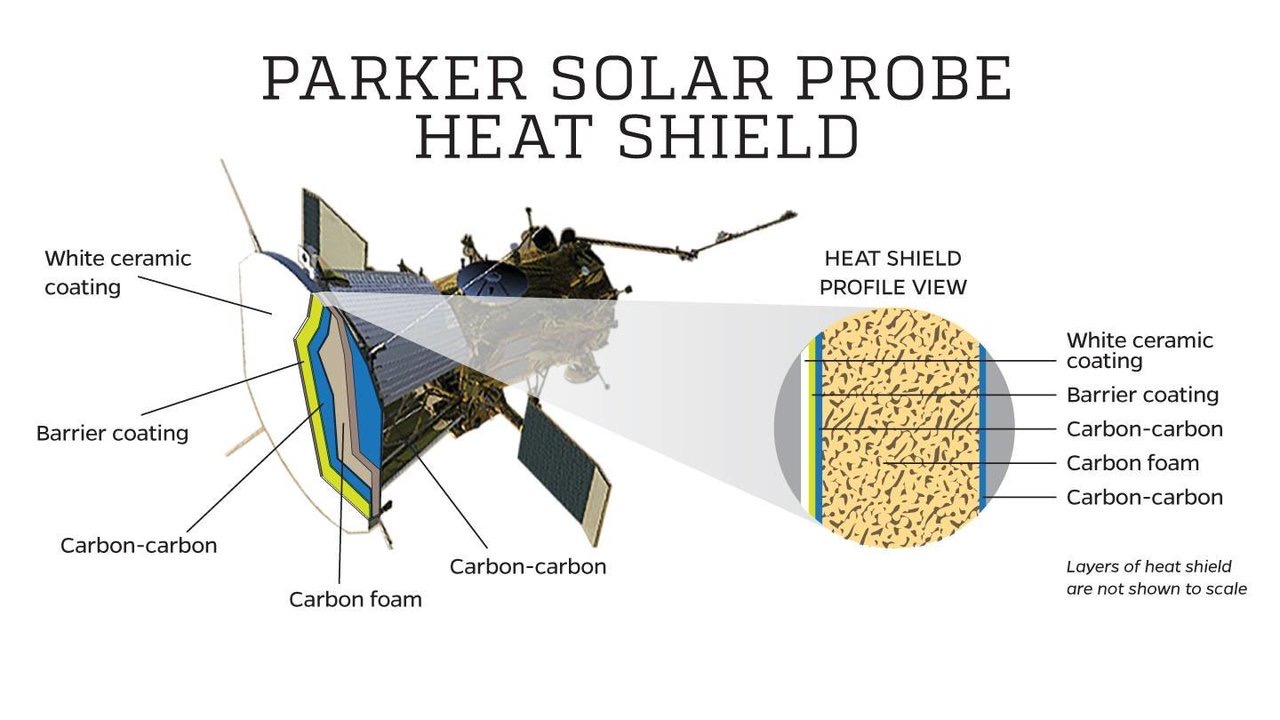 PARKER SOLAR PROBE
HEAT SHIELD
White ceramic
coating
Barrier coating
Carbon-carbon
Carbon foam
Carbon-carbon
HEAT SHIELD
PROFILE VIEW
White ceramic
coating
Barrier coating
Carbon-carbon
Carbon foam
Carbon-carbon
Layers of heat shield
are not shown to scale